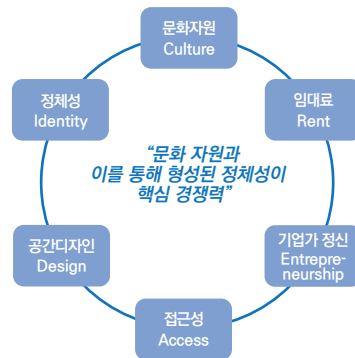 문화자원
Culture
임대료
Rent
기업가 정신
Entrepre-
neurship
접근성
Access
공간디자인
Design
정체성
Identity
“문화 자원과
이를 통해 형성된 정체성이
핵심 경쟁력”